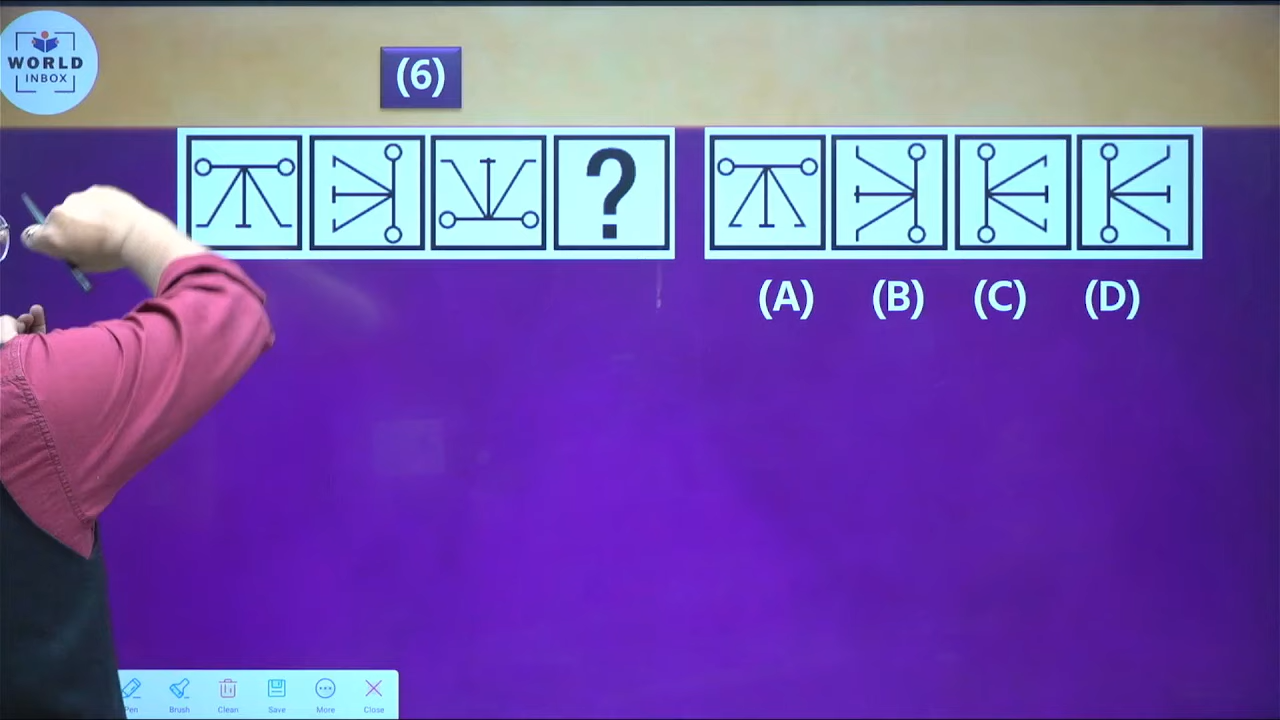 WORLD
INBOX
(6)
?
(A) (B) (C) (D)
Pen Brush Clean Save More Close